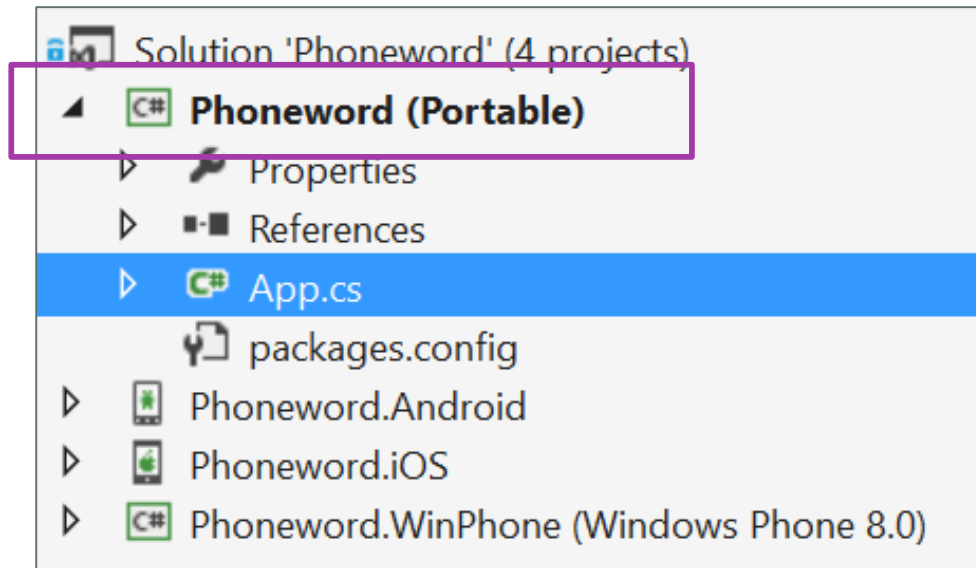 Solution 'Phoneword' (4 projects)
C# Phoneword (Portable)
Properties
References
C# App.cs
packages.config
Phoneword.Android
Phoneword.iOS
C# Phoneword.WinPhone (Windows Phone 8.0)